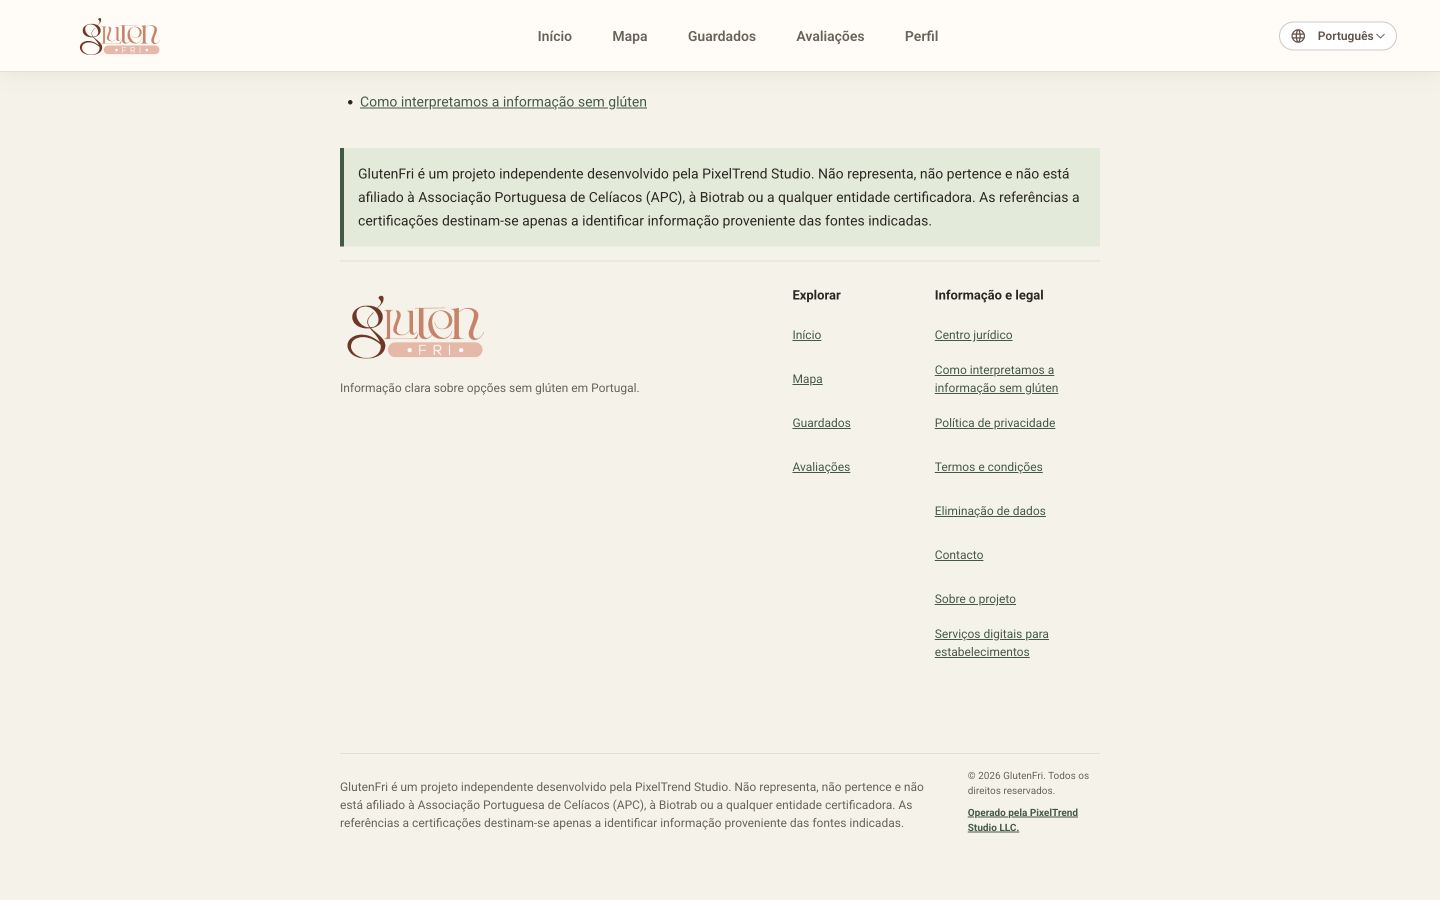 gluten
• FRI •
Início
Mapa
Guardados
Avaliações
Perfil
Português
• Como interpretamos a informação sem glúten
GlutenFri é um projeto independente desenvolvido pela PixelTrend Studio. Não representa, não pertence e não está
afiliado à Associação Portuguesa de Celíacos (APC), à Biotrab ou a qualquer entidade certificadora. As referências a
certificações destinam-se apenas a identificar informação proveniente das fontes indicadas.
gluten
• FRI •
Informação clara sobre opções sem glúten em Portugal.
Explorar
Início
Mapa
Guardados
Avaliações
Informação e legal
Centro jurídico
Como interpretamos a
informação sem glúten
Política de privacidade
Termos e condições
Eliminação de dados
Contacto
Sobre o projeto
Serviços digitais para
estabelecimentos
GlutenFri é um projeto independente desenvolvido pela PixelTrend Studio. Não representa, não pertence e não
está afiliado à Associação Portuguesa de Celíacos (APC), à Biotrab ou a qualquer entidade certificadora. As
referências a certificações destinam-se apenas a identificar informação proveniente das fontes indicadas.
© 2026 GlutenFri. Todos os
direitos reservados.
Operado pela PixelTrend
Studio LLC.